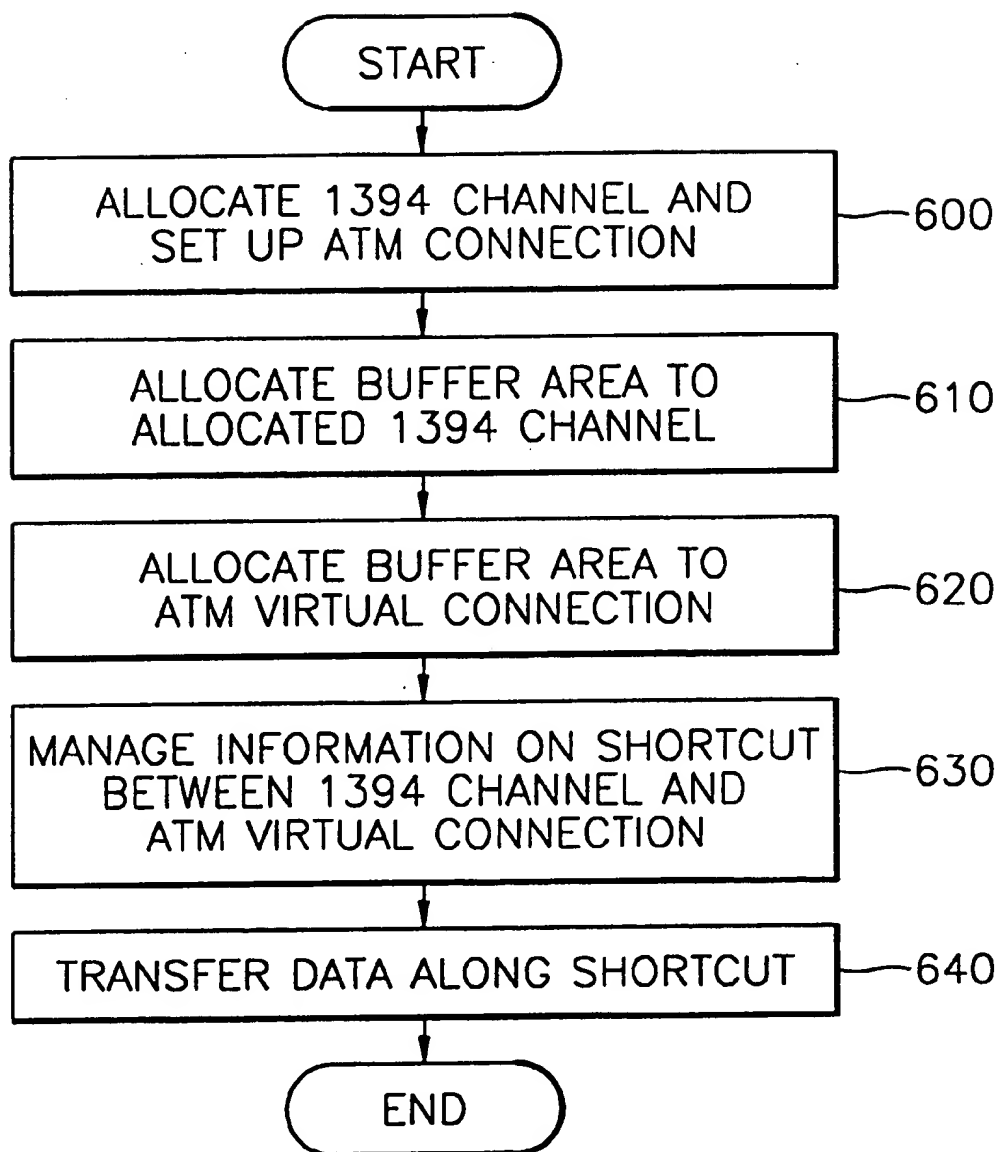 START
ALLOCATE 1394 CHANNEL AND
SET UP ATM CONNECTION
600
ALLOCATE BUFFER AREA TO
ALLOCATED 1394 CHANNEL
610
ALLOCATE BUFFER AREA TO
ATM VIRTUAL CONNECTION
620
MANAGE INFORMATION ON SHORTCUT
BETWEEN 1394 CHANNEL AND
ATM VIRTUAL CONNECTION
630
TRANSFER DATA ALONG SHORTCUT
640
END